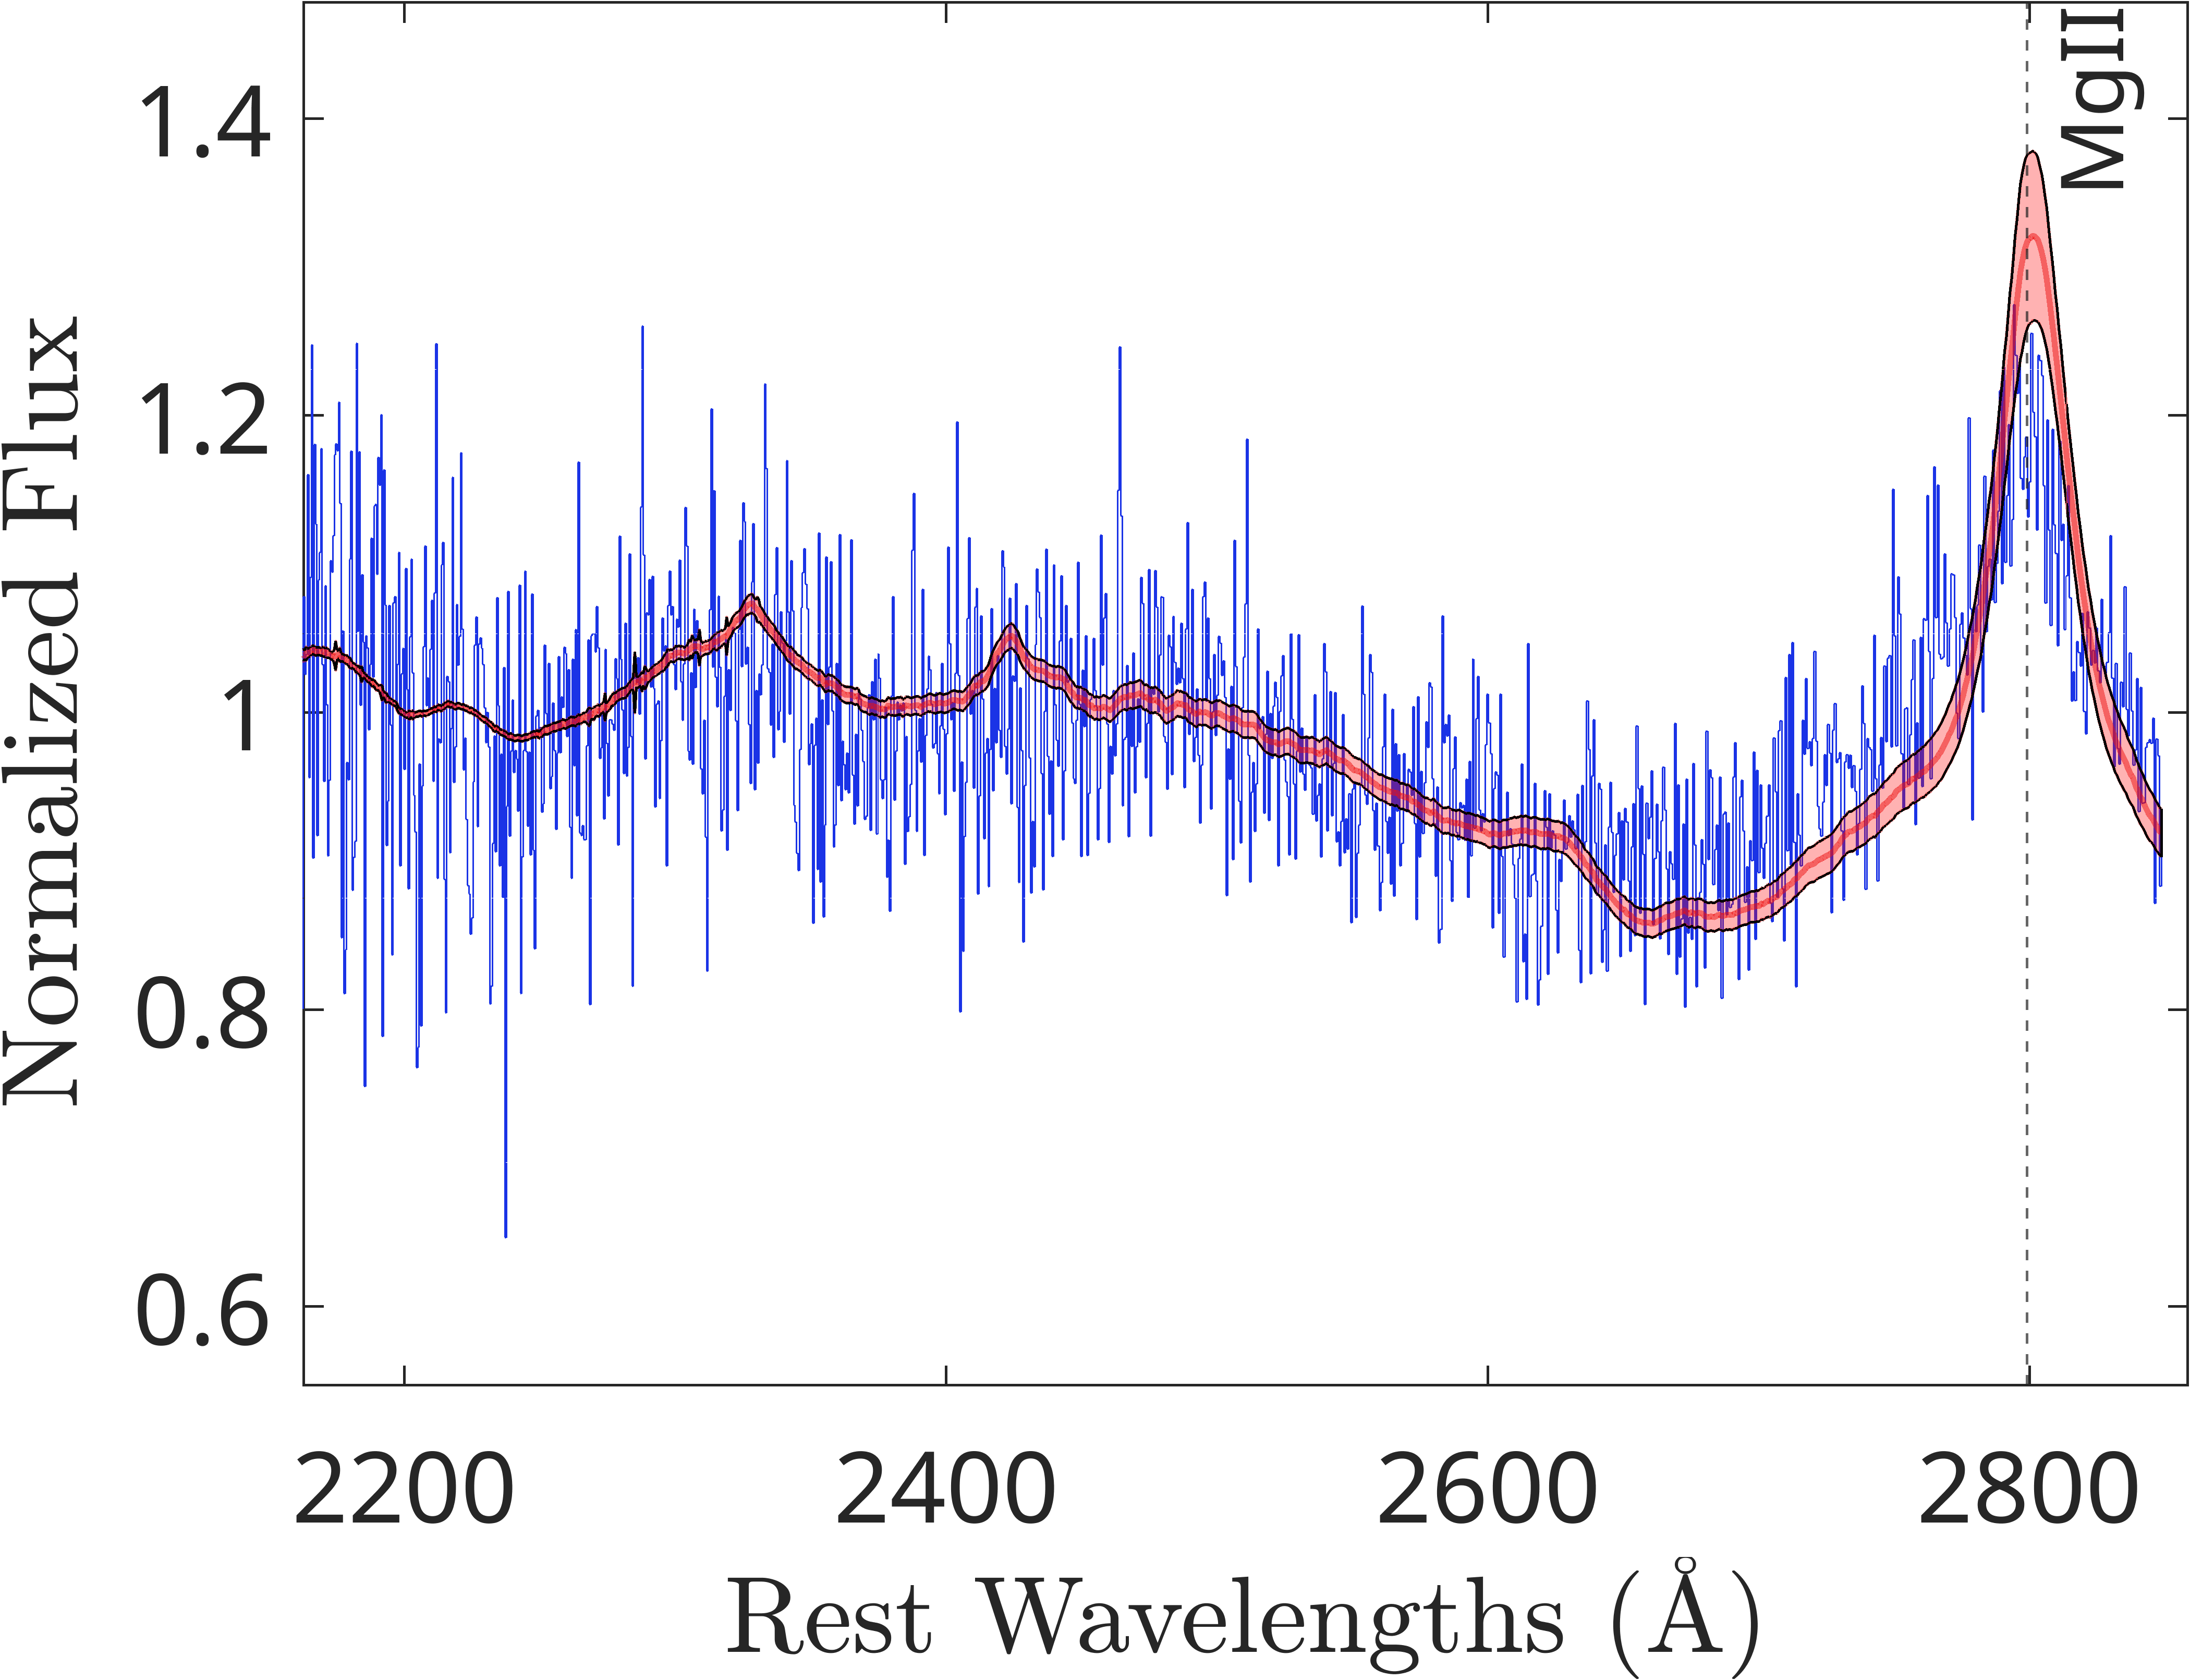 MgII
1.4
1.2
1
0.8
0.6
Normalized Flux
2200 2400 2600 2800
Rest Wavelengths (Å)